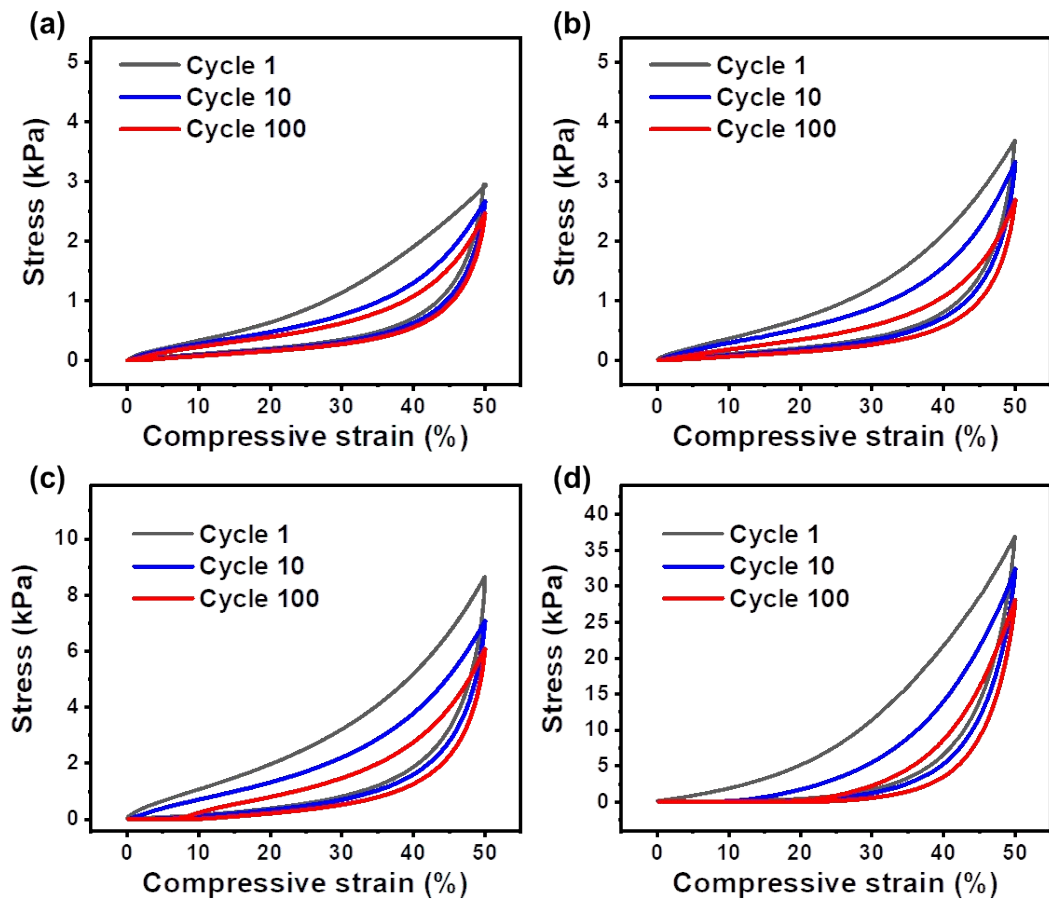 (a)
Cycle 1
Cycle 10
Cycle 100
5
4
3
2
1
0
Stress (kPa)
0 10 20 30 40 50
Compressive strain (%)
(b)
Cycle 1
Cycle 10
Cycle 100
5
4
3
2
1
0
Stress (kPa)
0 10 20 30 40 50
Compressive strain (%)
(c)
Cycle 1
Cycle 10
Cycle 100
10
8
6
4
2
0
Stress (kPa)
0 10 20 30 40 50
Compressive strain (%)
(d)
Cycle 1
Cycle 10
Cycle 100
40
35
30
25
20
15
10
5
0
Stress (kPa)
0 10 20 30 40 50
Compressive strain (%)